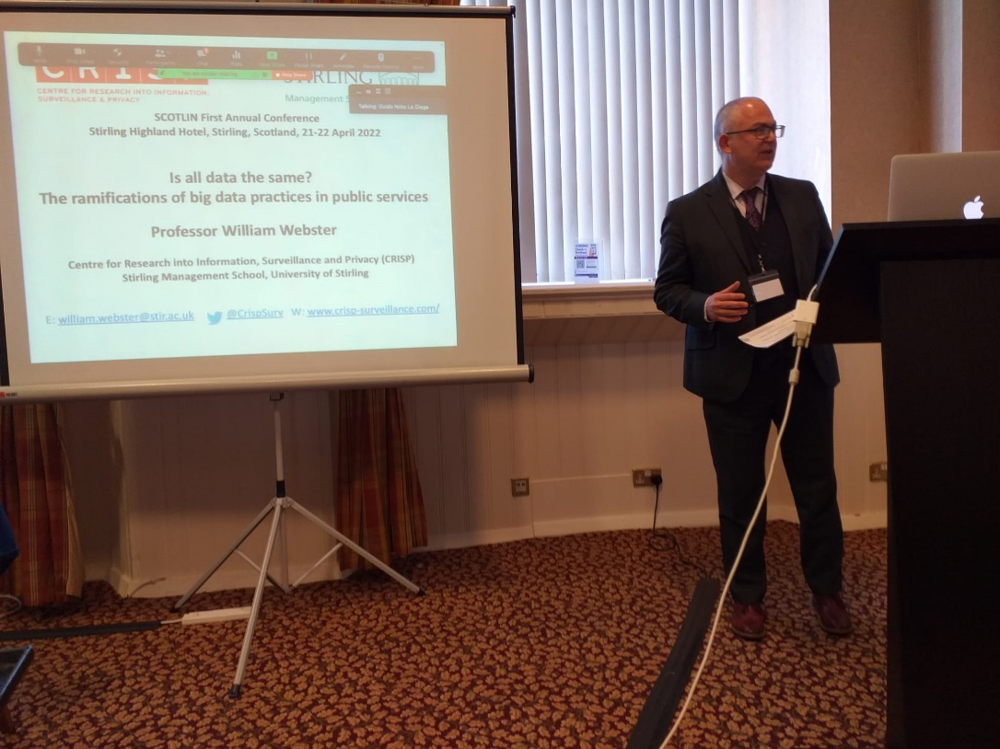 CRIS
CENTRE FOR RESEARCH INTO INFORMATION,
SURVEILLANCE & PRIVACY
STIRLING
Management S
Talking: Guido Noto La Diega
SCOTLIN First Annual Conference
Stirling Highland Hotel, Stirling, Scotland, 21-22 April 2022
Is all data the same?
The ramifications of big data practices in public services
Professor William Webster
Centre for Research into Information, Surveillance and Privacy (CRISP)
Stirling Management School, University of Stirling
E: william.webster@stir.ac.uk @CrispSurv W: www.crisp-surveillance.com/